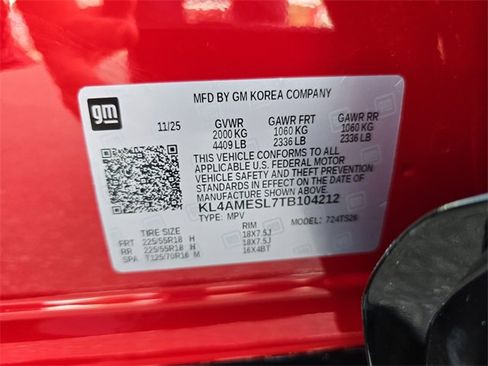 MFD BY GM KOREA COMPANY
gm
11/25 GVWR GAWR FRT GAWR RR
2000 KG 1060 KG 1060 KG
4409 LB 2336 LB 2336 LB
THIS VEHICLE CONFORMS TO ALL
APPLICABLE U.S. FEDERAL MOTOR
VEHICLE SAFETY AND THEFT PREVENTION
STANDARDS IN EFFECT ON THE DATE OF
MANUFACTURE SHOWN ABOVE.
KL4AMESL7TB104212
TYPE: MPV MODEL: 724TS26
TIRE SIZE RIM
FRT 225/55R18 H 18X7.5J
RR 225/55R18 H 18X7.5J
SPA T125/70R16 M 16X4BT